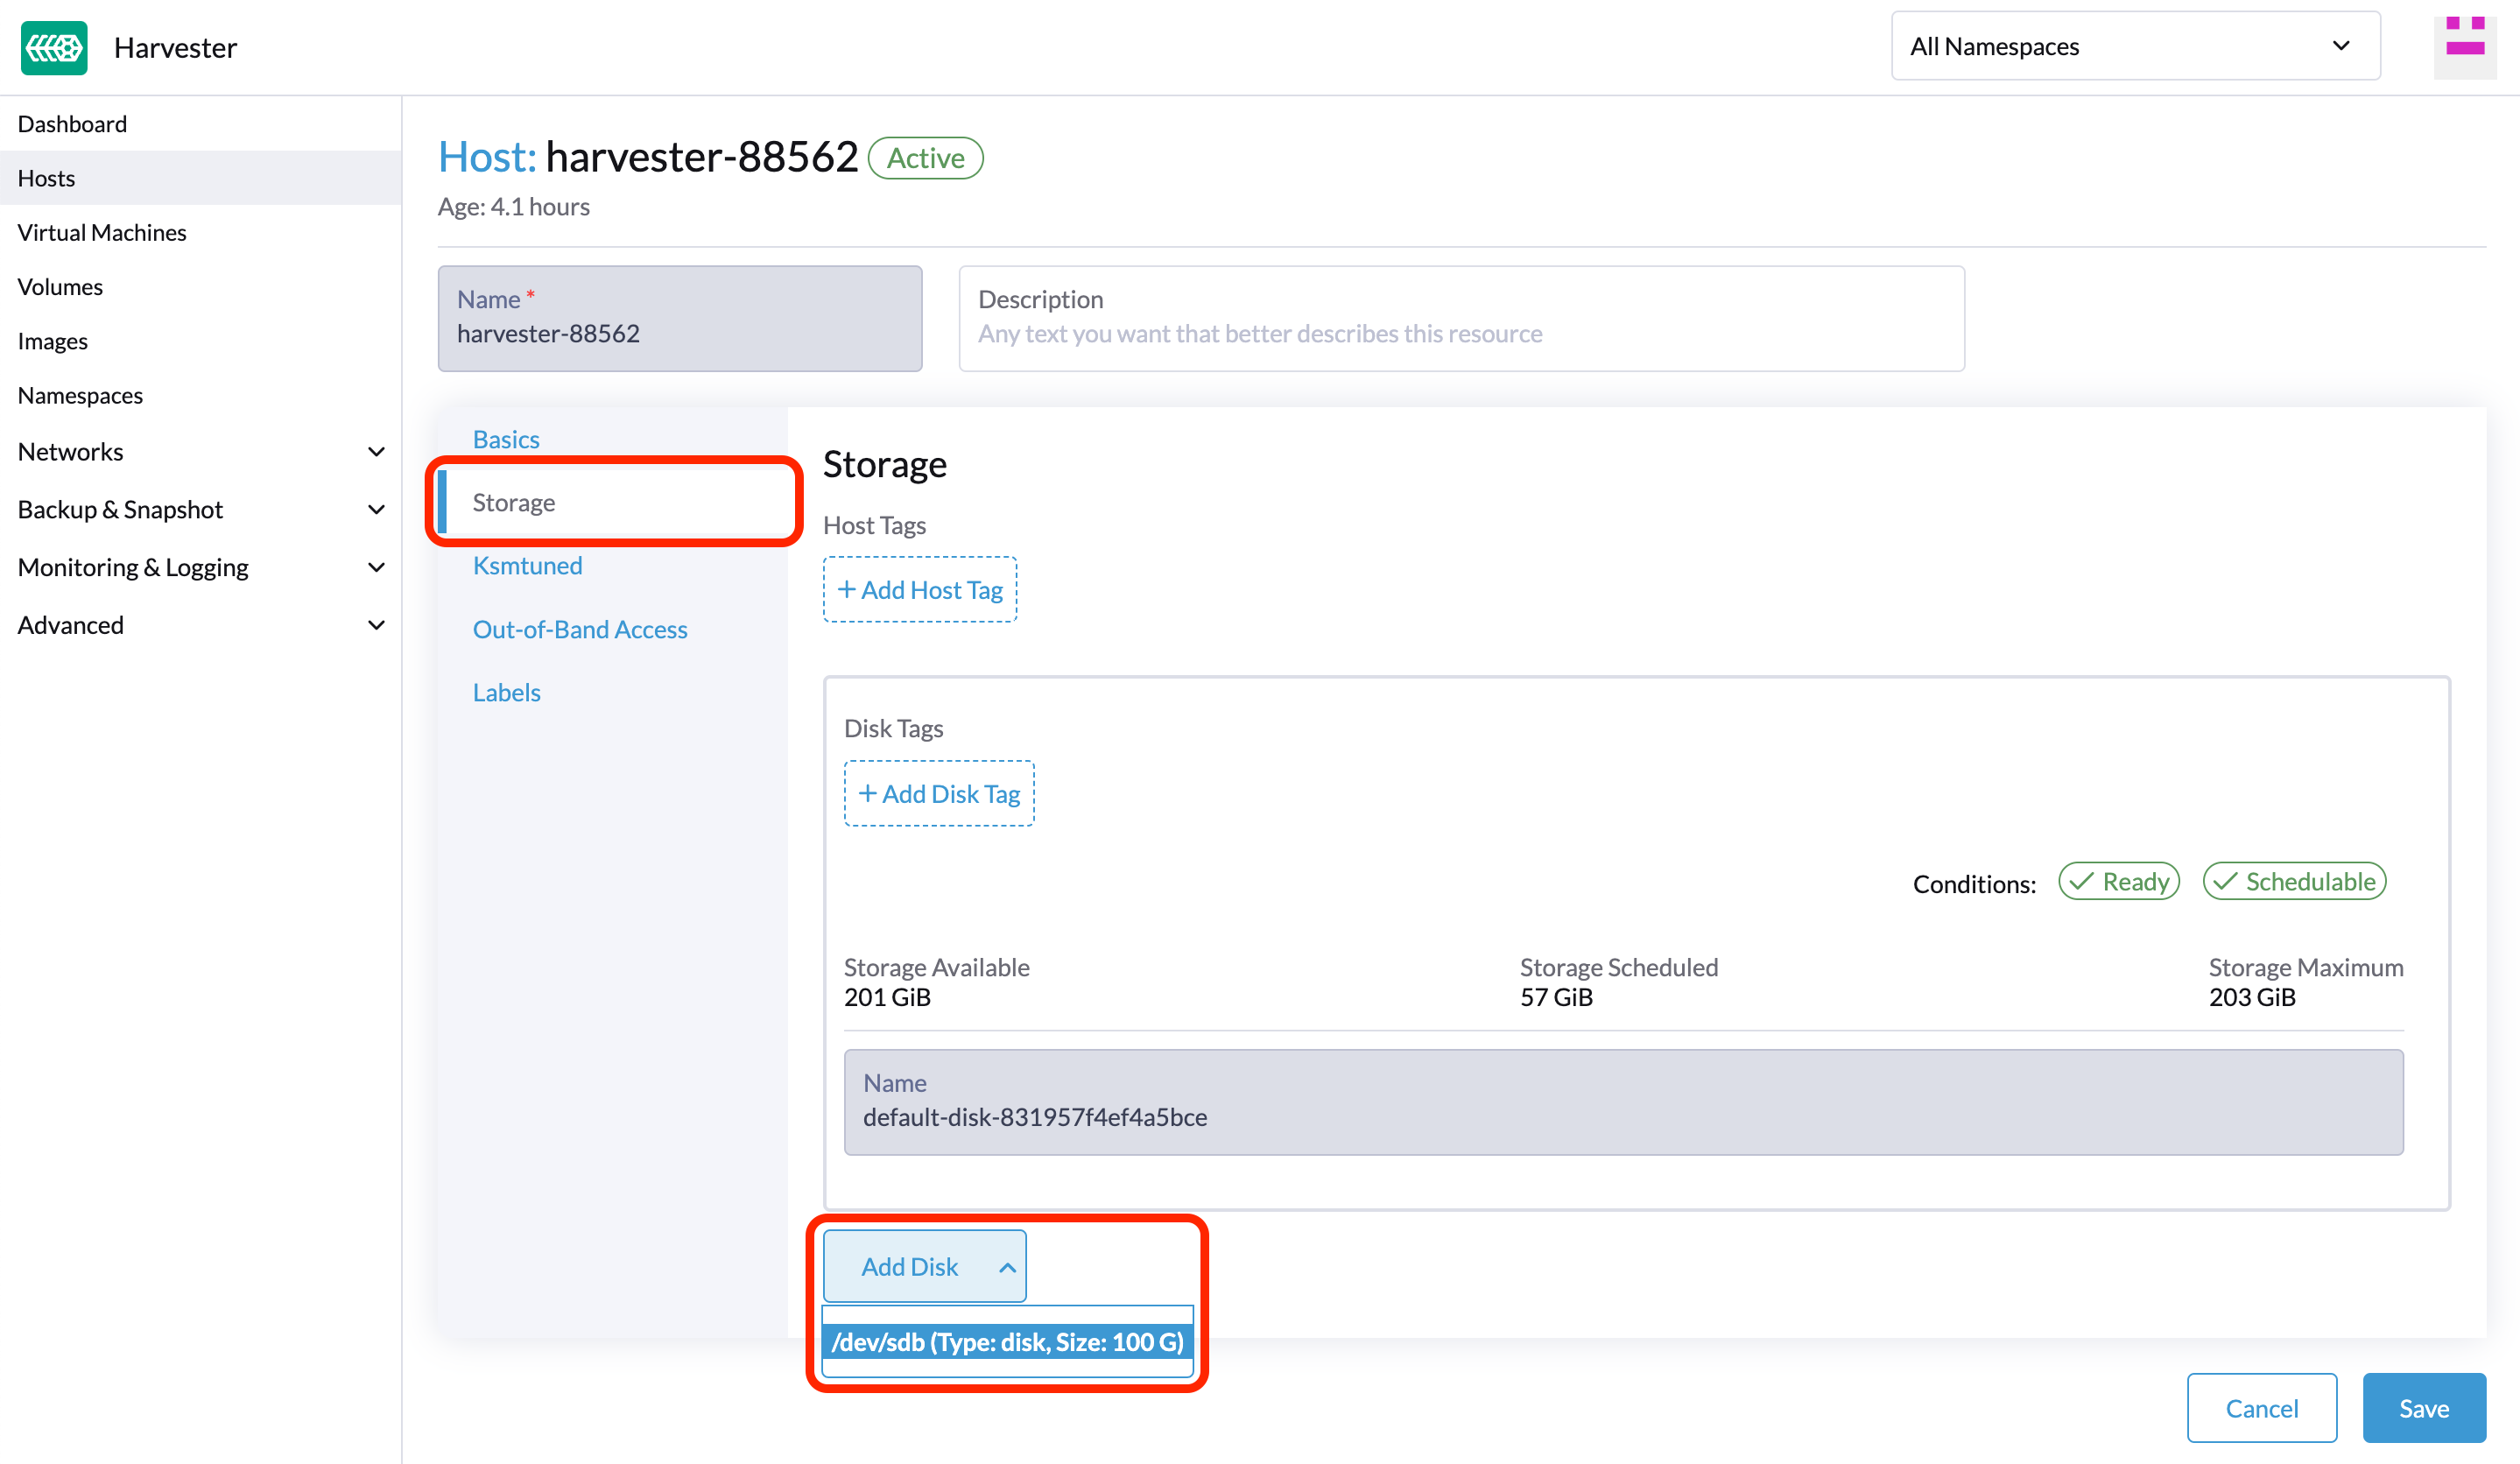 Harvester
All Namespaces
Dashboard
Hosts
Virtual Machines
Volumes
Images
Namespaces
Networks
Backup & Snapshot
Monitoring & Logging
Advanced
Host: harvester-88562 Active
Age: 4.1 hours
Name *
harvester-88562
Description
Any text you want that better describes this resource
Basics
Storage
Ksmtuned
Out-of-Band Access
Labels
Storage
Host Tags
+ Add Host Tag
Disk Tags
+ Add Disk Tag
Conditions: Ready Schedulable
Storage Available
201 GiB
Storage Scheduled
57 GiB
Storage Maximum
203 GiB
Name
default-disk-831957f4ef4a5bce
Add Disk
/dev/sdb (Type: disk, Size: 100 G)
Cancel
Save